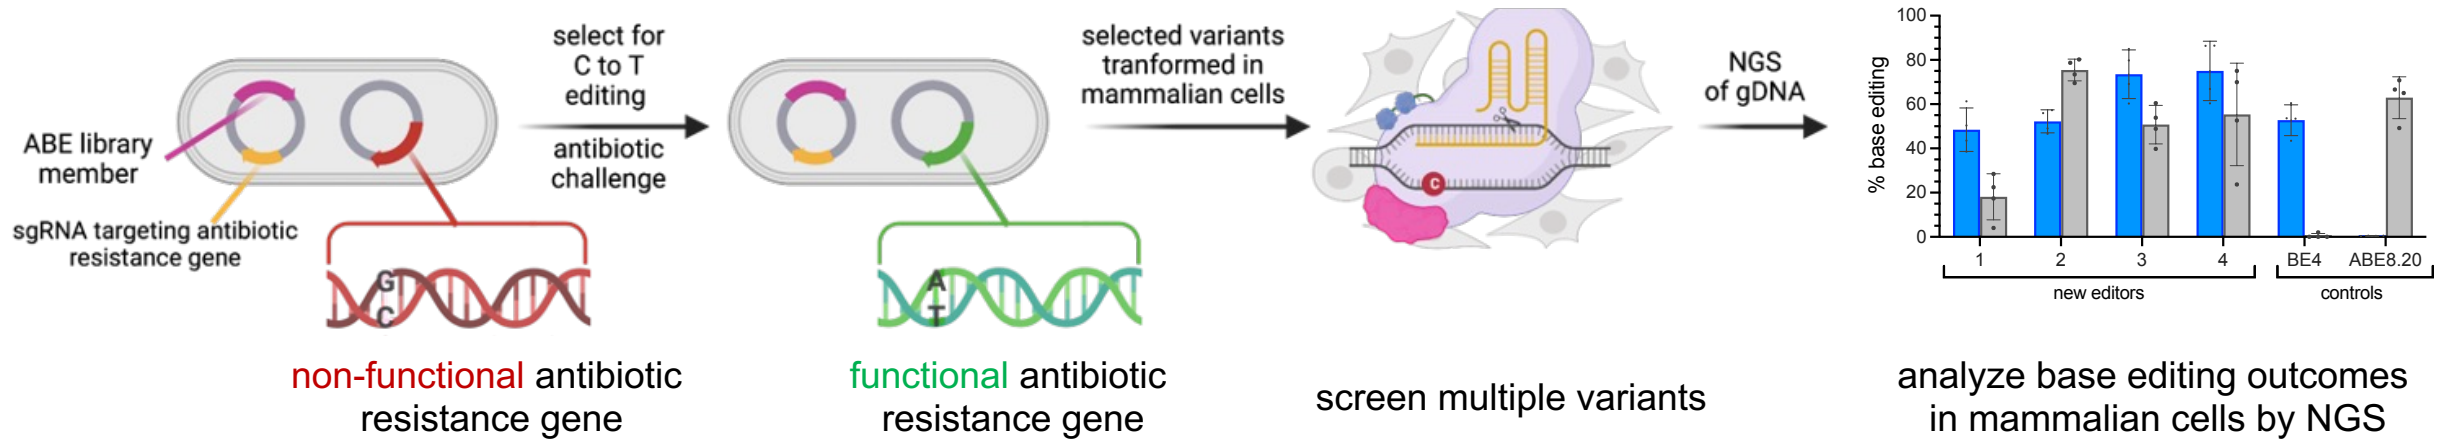 ABE library
member
sgRNA targeting antibiotic
resistance gene
G
C
non-functional antibiotic
resistance gene
select for
C to T
editing
antibiotic
challenge
A
T
functional antibiotic
resistance gene
selected variants
tranformed in
mammalian cells
C
screen multiple variants
NGS
of gDNA
% base editing
100
80
60
40
20
0
1
2
3
4
BE4
ABE8.20
new editors
controls
analyze base editing outcomes
in mammalian cells by NGS